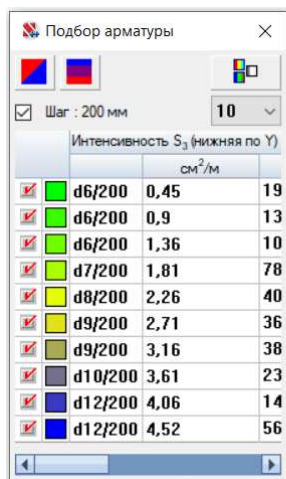 Подбор арматуры
Шаг : 200 мм 10
Интенсивность S3 (нижняя по Y)
см²/м
d6/200 0,45 19
d6/200 0,9 13
d6/200 1,36 10
d7/200 1,81 78
d8/200 2,26 40
d9/200 2,71 36
d9/200 3,16 38
d10/200 3,61 23
d12/200 4,06 14
d12/200 4,52 56